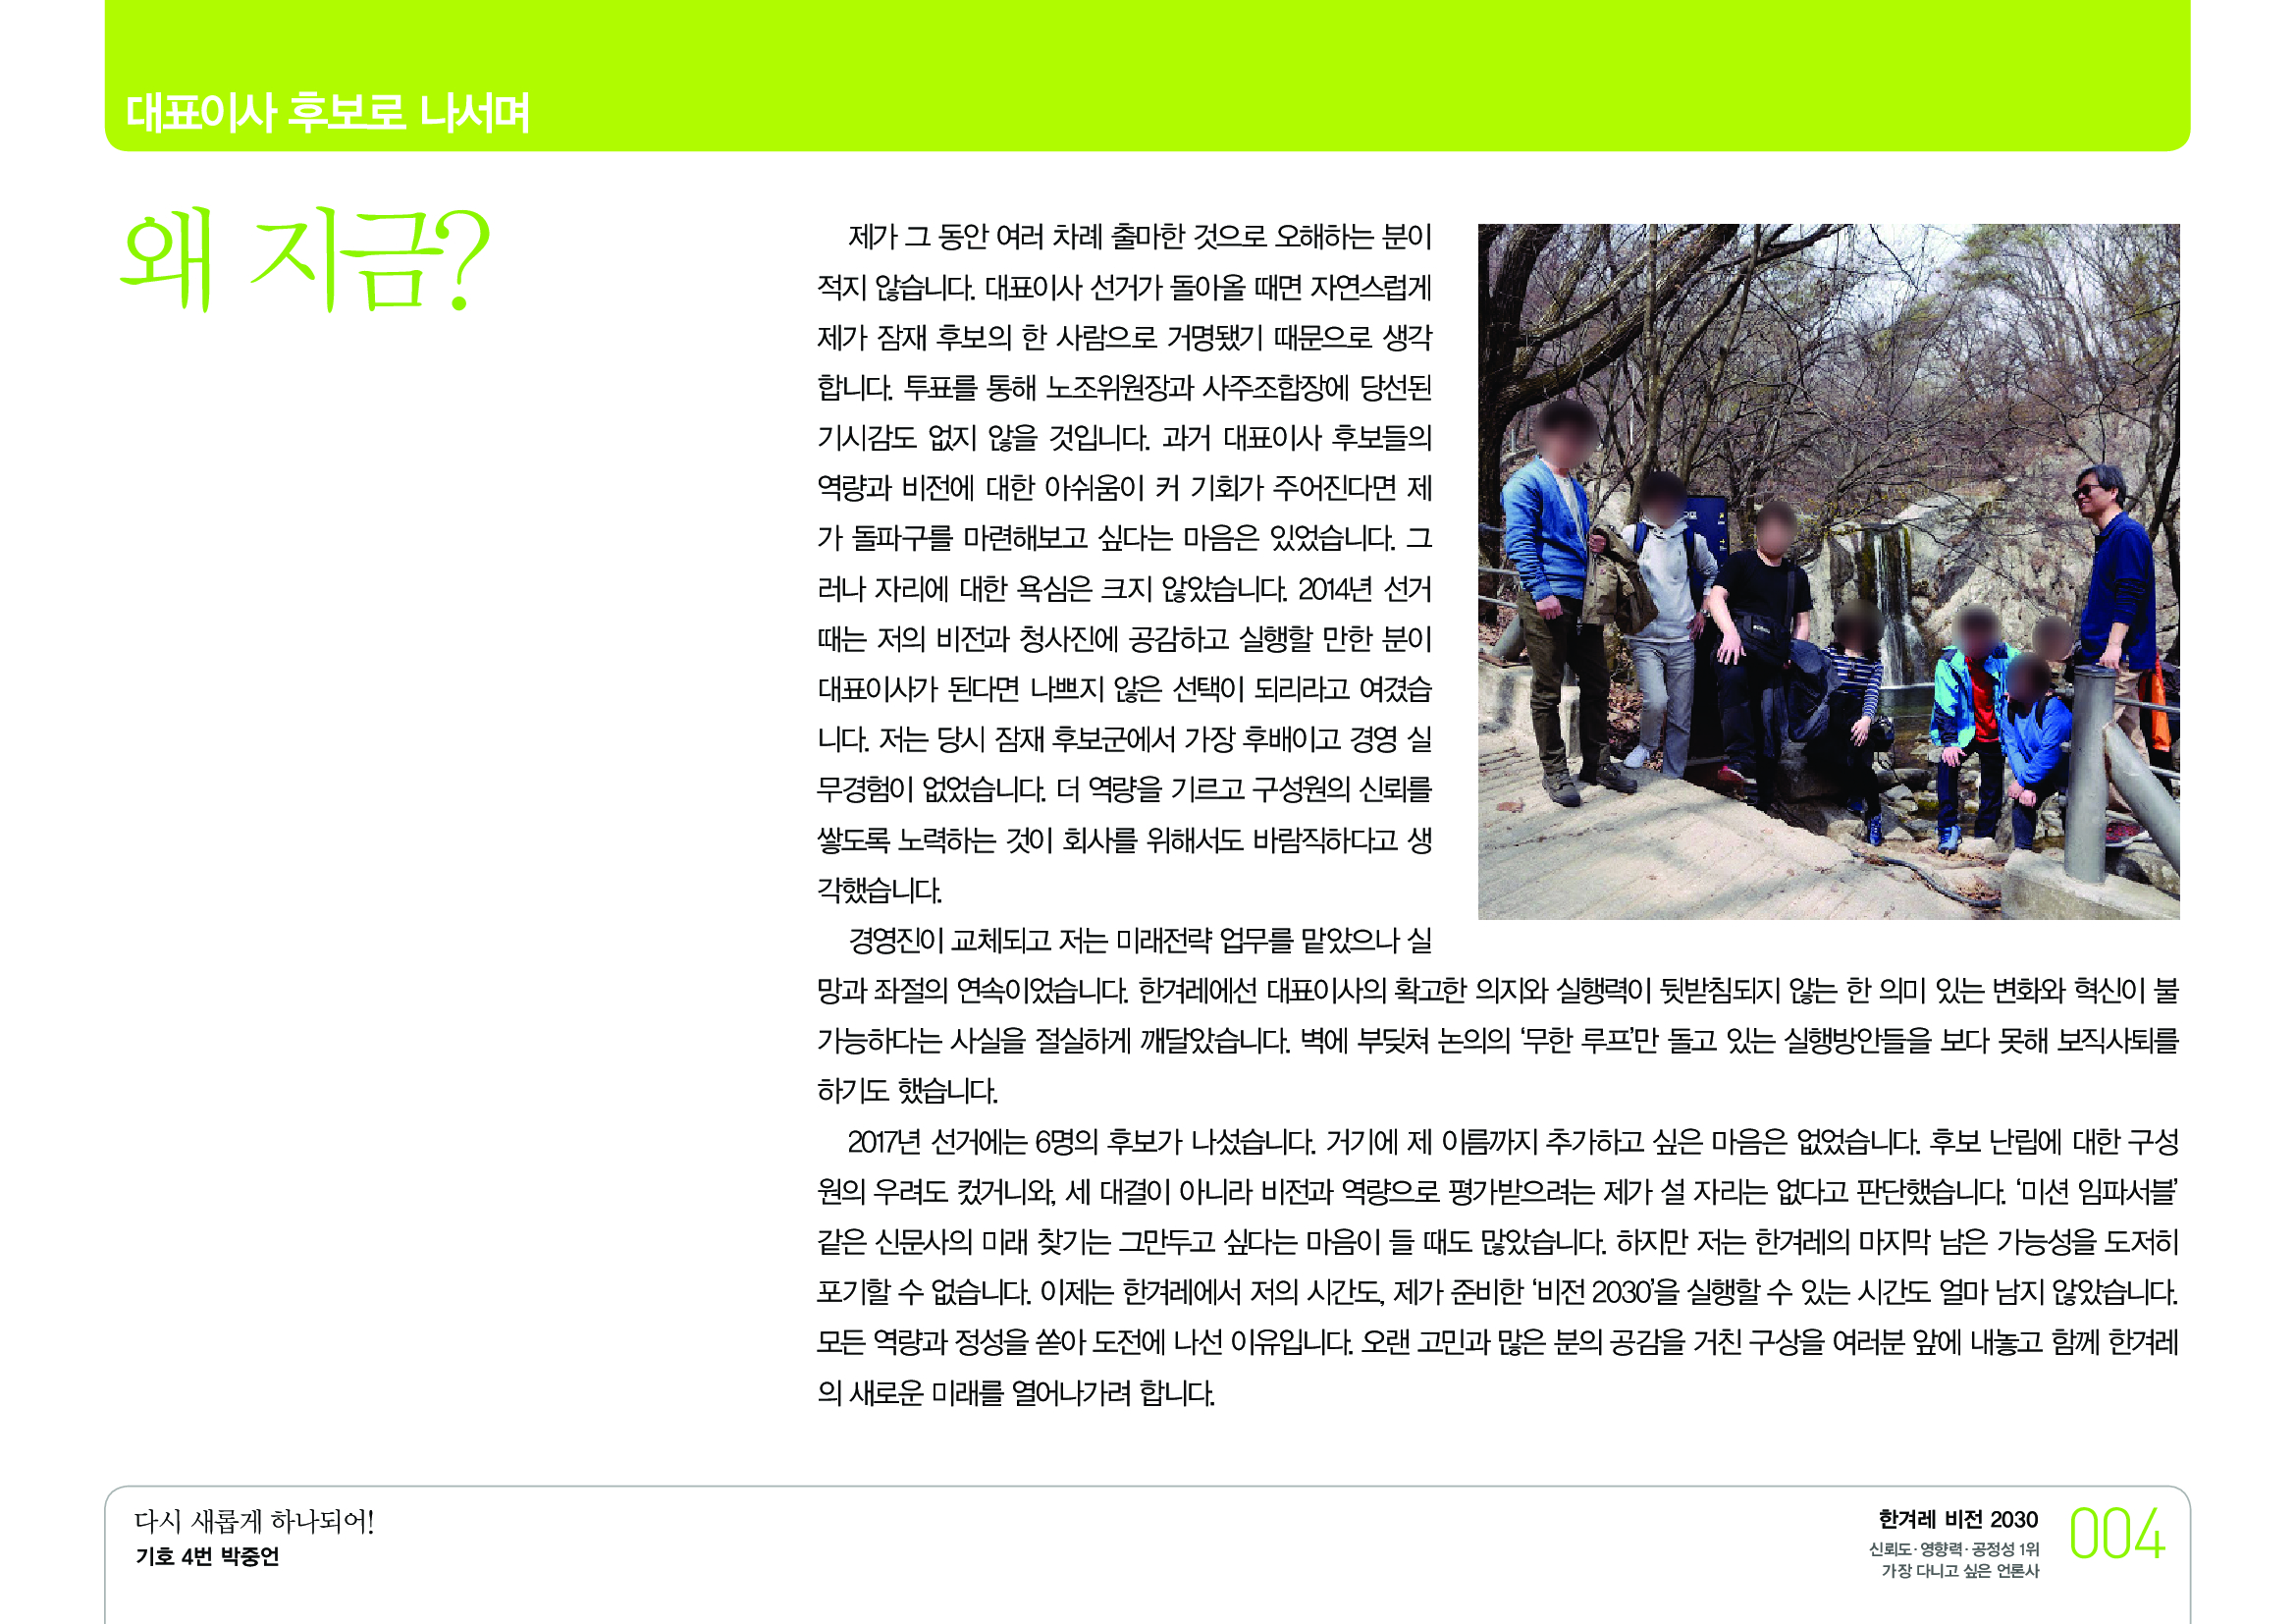 대표이사 후보로 나서며
왜 지금?
제가 그 동안 여러 차례 출마한 것으로 오해하는 분이
적지 않습니다. 대표이사 선거가 돌아올 때면 자연스럽게
제가 잠재 후보의 한 사람으로 거명됐기 때문으로 생각
합니다. 투표를 통해 노조위원장과 사주조합장에 당선된
기시감도 없지 않을 것입니다. 과거 대표이사 후보들의
역량과 비전에 대한 아쉬움이 커 기회가 주어진다면 제
가 돌파구를 마련해보고 싶다는 마음은 있었습니다. 그
러나 자리에 대한 욕심은 크지 않았습니다. 2014년 선거
때는 저의 비전과 청사진에 공감하고 실행할 만한 분이
대표이사가 된다면 나쁘지 않은 선택이 되리라고 여겼습
니다. 저는 당시 잠재 후보군에서 가장 후배이고 경영 실
무경험이 없었습니다. 더 역량을 기르고 구성원의 신뢰를
쌓도록 노력하는 것이 회사를 위해서도 바람직하다고 생
각했습니다.
경영진이 교체되고 저는 미래전략 업무를 맡았으나 실
망과 좌절의 연속이었습니다. 한겨레에선 대표이사의 확고한 의지와 실행력이 뒷받침되지 않는 한 의미 있는 변화와 혁신이 불
가능하다는 사실을 절실하게 깨달았습니다. 벽에 부딪쳐 논의의 ‘무한 루프’만 돌고 있는 실행방안들을 보다 못해 보직사퇴를
하기도 했습니다.
2017년 선거에는 6명의 후보가 나섰습니다. 거기에 제 이름까지 추가하고 싶은 마음은 없었습니다. 후보 난립에 대한 구성
원의 우려도 컸거니와, 세 대결이 아니라 비전과 역량으로 평가받으려는 제가 설 자리는 없다고 판단했습니다. ‘미션 임파서블’
같은 신문사의 미래 찾기는 그만두고 싶다는 마음이 들 때도 많았습니다. 하지만 저는 한겨레의 마지막 남은 가능성을 도저히
포기할 수 없습니다. 이제는 한겨레에서 저의 시간도, 제가 준비한 ‘비전 2030’을 실행할 수 있는 시간도 얼마 남지 않았습니다.
모든 역량과 정성을 쏟아 도전에 나선 이유입니다. 오랜 고민과 많은 분의 공감을 거친 구상을 여러분 앞에 내놓고 함께 한겨레
의 새로운 미래를 열어나가려 합니다.
다시 새롭게 하나되어!
기호 4번 박중언
한겨레 비전 2030
신뢰도·영향력·공정성 1위
가장 다니고 싶은 언론사
004